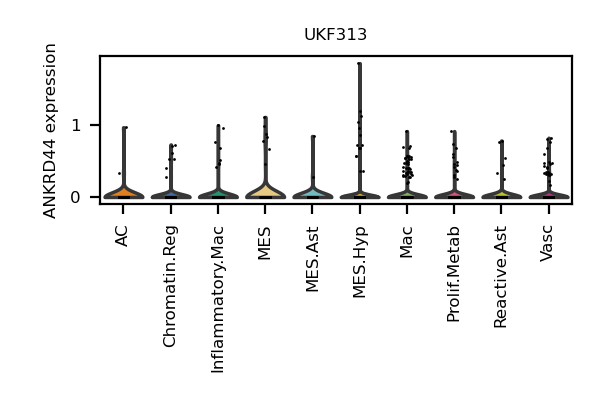 UKF313
ANKRD44 expression
1
0
AC
Chromatin.Reg
Inflammatory.Mac
MES
MES.Ast
MES.Hyp
Mac
Prolif.Metab
Reactive.Ast
Vasc